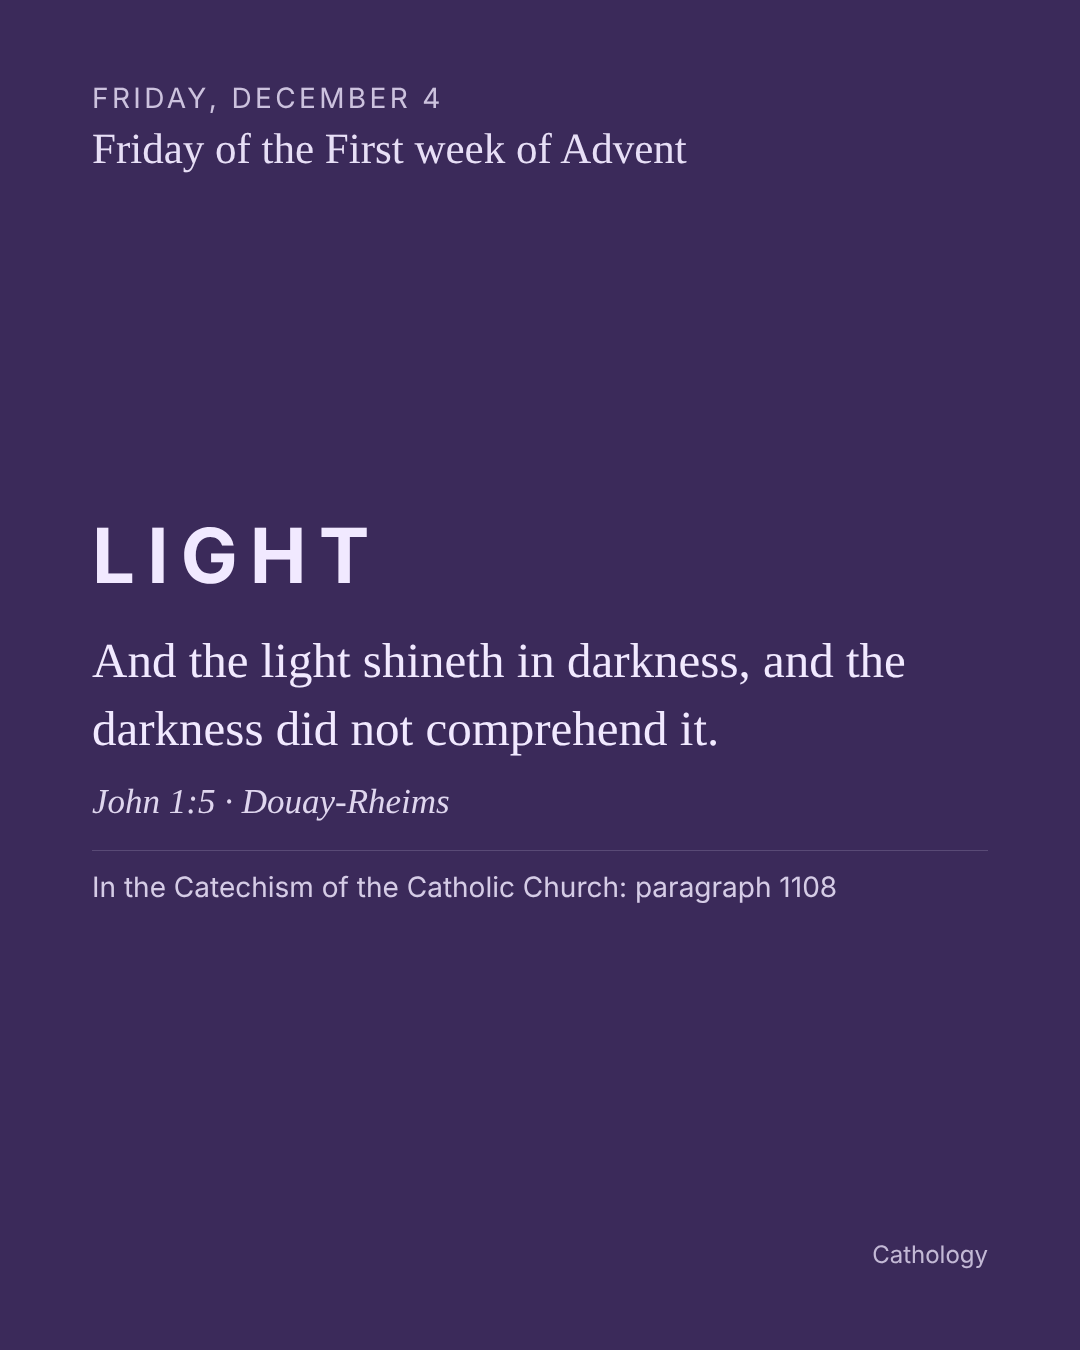 FRIDAY, DECEMBER 4
Friday of the First week of Advent
LIGHT
And the light shineth in darkness, and the
darkness did not comprehend it.
John 1:5 · Douay-Rheims
In the Catechism of the Catholic Church: paragraph 1108
Cathology